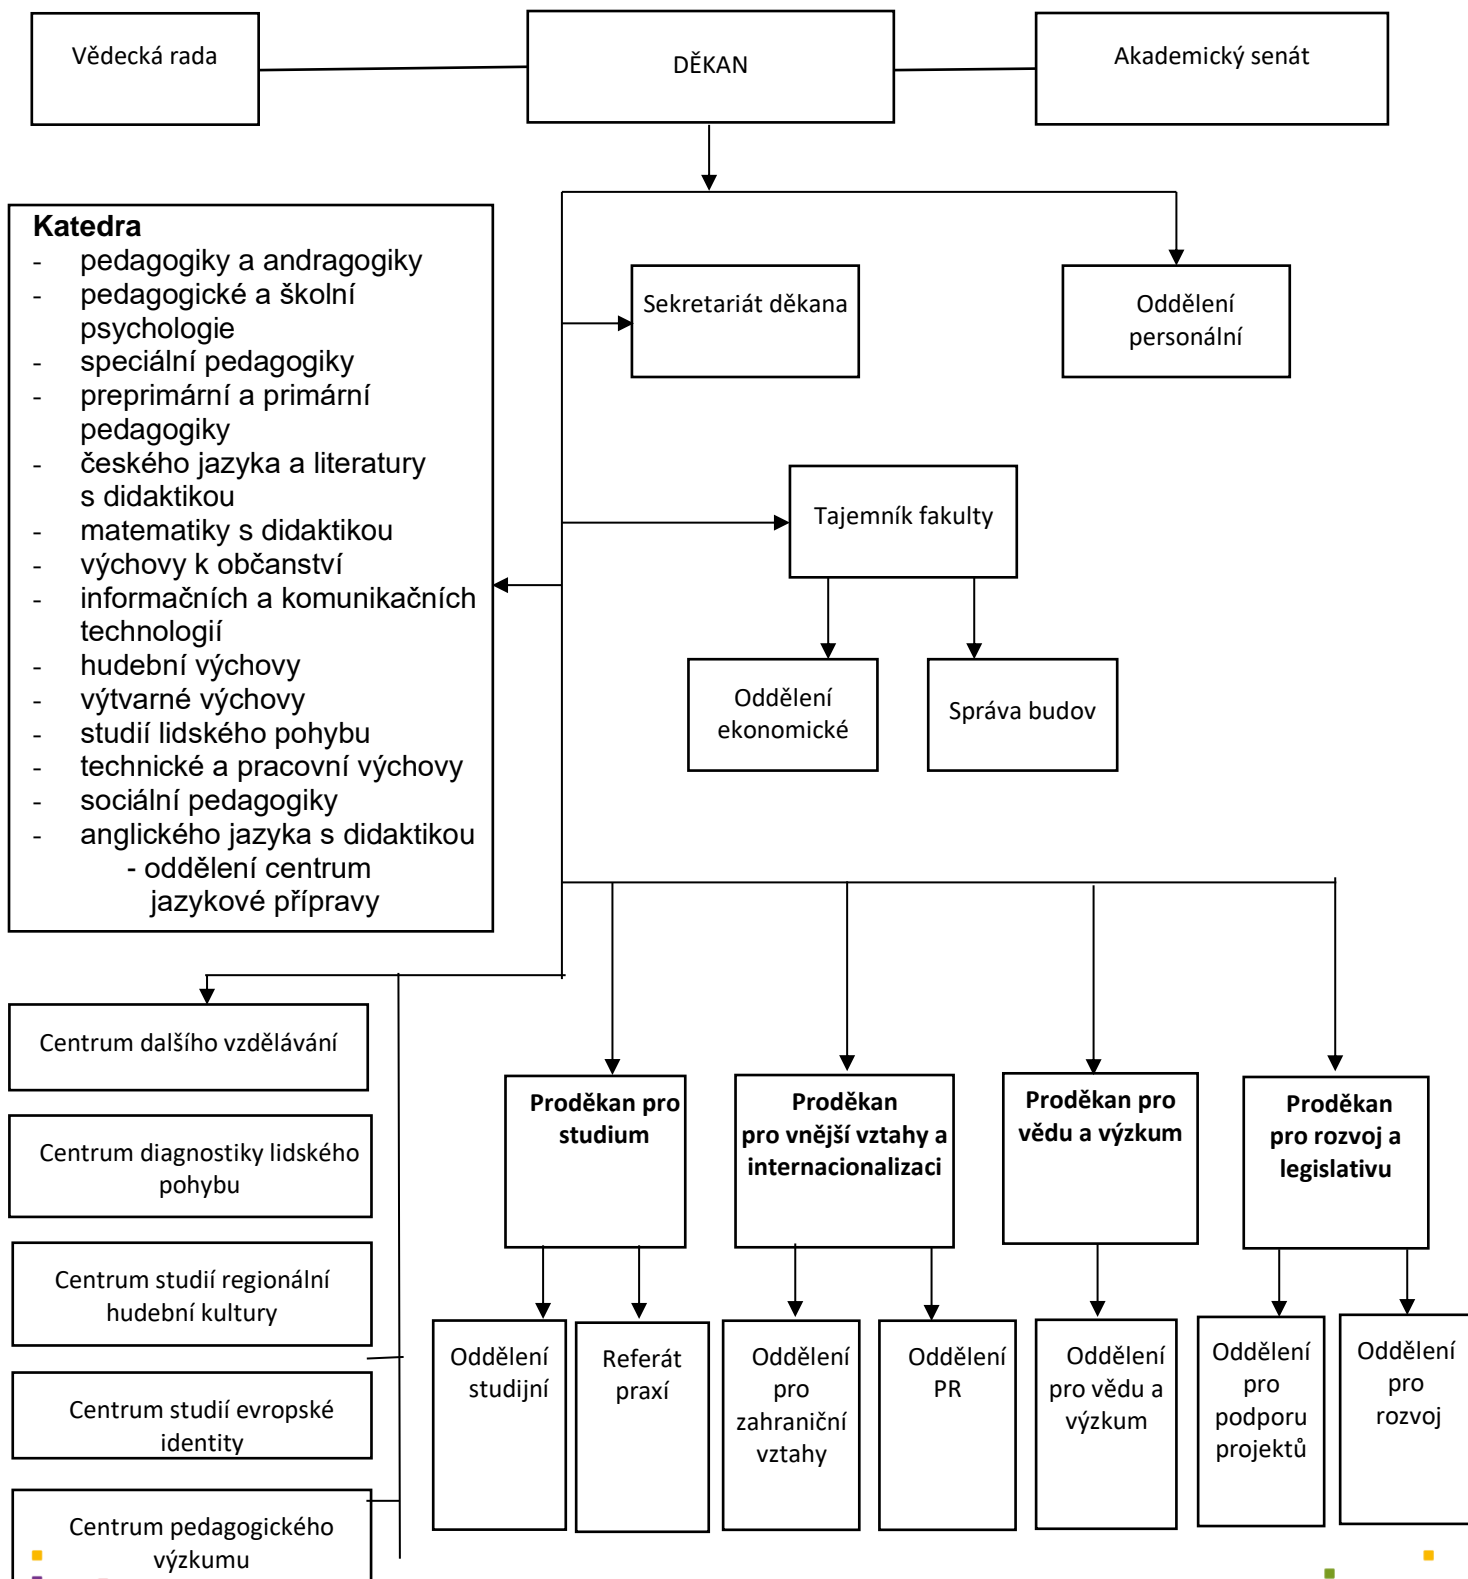 Vědecká rada
DĚKAN
Akademický senát
Katedra
- pedagogiky a andragogiky
- pedagogické a školní
psychologie
- speciální pedagogiky
- preprimární a primární
pedagogiky
- českého jazyka a literatury
s didaktikou
- matematiky s didaktikou
- výchovy k občanství
- informačních a komunikačních
technologií
- hudební výchovy
- výtvarné výchovy
- studií lidského pohybu
- technické a pracovní výchovy
- sociální pedagogiky
- anglického jazyka s didaktikou
- oddělení centrum
jazykové přípravy
Sekretariát děkana
Oddělení
personální
Tajemník fakulty
Oddělení
ekonomické
Správa budov
Centrum dalšího vzdělávání
Centrum diagnostiky lidského
pohybu
Centrum studií regionální
hudební kultury
Centrum studií evropské
identity
Centrum pedagogického
výzkumu
Proděkan pro
studium
Proděkan
pro vnější vztahy a
internacionalizaci
Proděkan pro
vědu a výzkum
Proděkan
pro rozvoj a
legislativu
Oddělení
studijní
Referát
praxí
Oddělení
pro
zahraniční
vztahy
Oddělení
PR
Oddělení
pro vědu a
výzkum
Oddělení
pro
podporu
projektů
Oddělení
pro
rozvoj